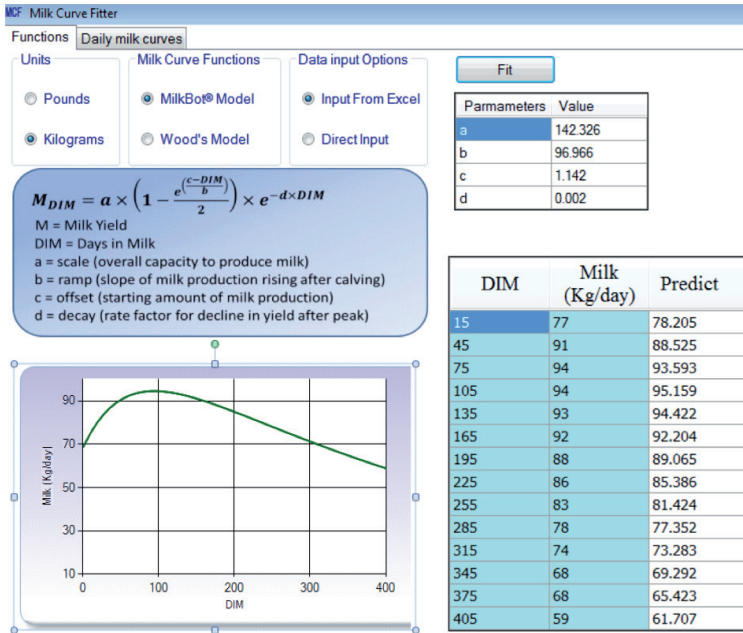 MCF Milk Curve Fitter
Functions Daily milk curves
Units
Pounds
Kilograms
Milk Curve Functions
MilkBot® Model
Wood's Model
Data input Options
Input From Excel
Direct Input
Fit
Parmameters Value
a 142.326
b 96.966
c 1.142
d 0.002
M_DIM = a × (1 − e^((c−DIM)/b) / 2) × e^(−d×DIM)
M = Milk Yield
DIM = Days in Milk
a = scale (overall capacity to produce milk)
b = ramp (slope of milk production rising after calving)
c = offset (starting amount of milk production)
d = decay (rate factor for decline in yield after peak)
90
70
50
30
10
Milk (Kg/day)
0 100 200 300 400
DIM
DIM Milk (Kg/day) Predict
15 77 78.205
45 91 88.525
75 94 93.593
105 94 95.159
135 93 94.422
165 92 92.204
195 88 89.065
225 86 85.386
255 83 81.424
285 78 77.352
315 74 73.283
345 68 69.292
375 68 65.423
405 59 61.707